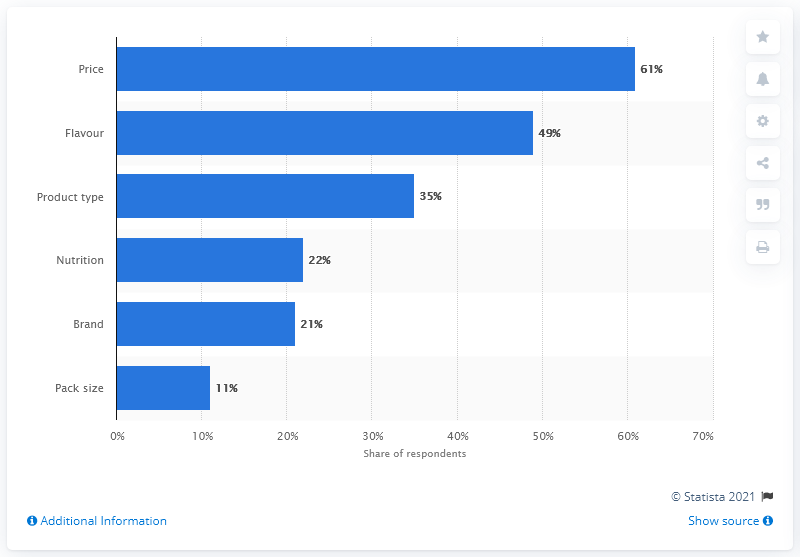 Price 61%
Flavour 49%
Product type 35%
Nutrition 22%
Brand 21%
Pack size 11%
0% 10% 20% 30% 40% 50% 60% 70%
Share of respondents
© Statista 2021
Additional Information Show source